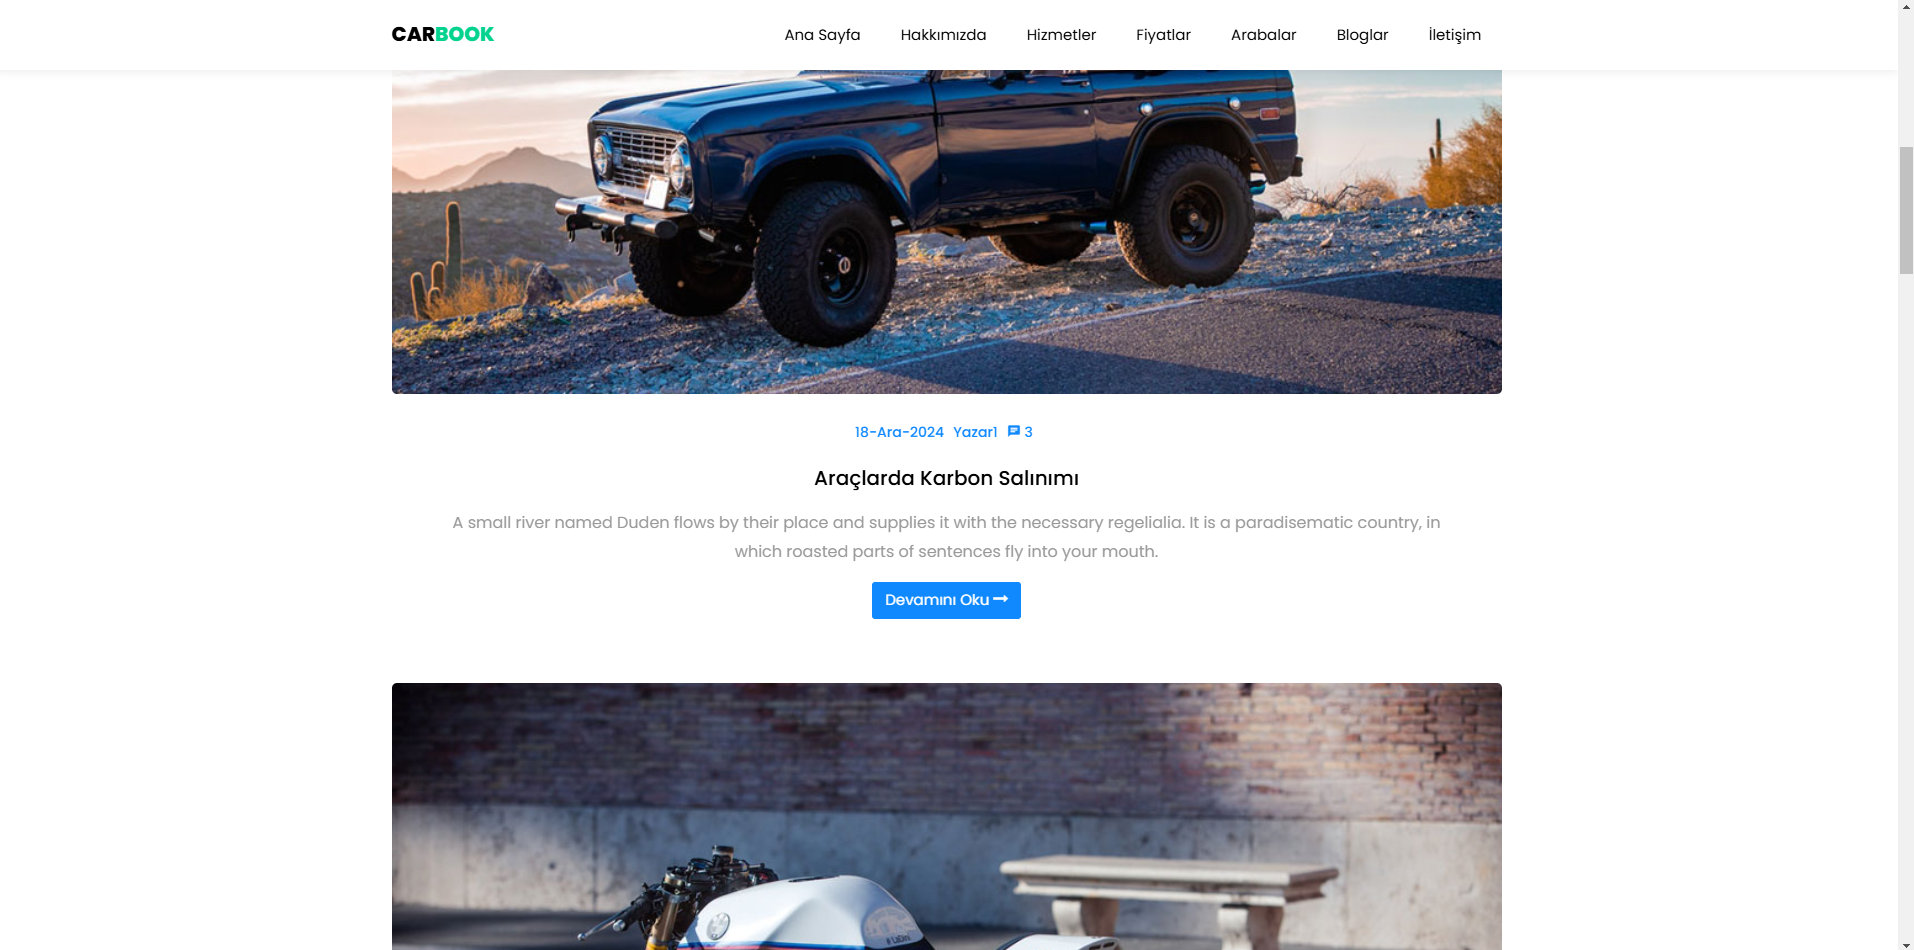 CARBOOK
Ana Sayfa Hakkımızda Hizmetler Fiyatlar Arabalar Bloglar İletişim
18-Ara-2024 Yazar1 3
Araçlarda Karbon Salınımı
A small river named Duden flows by their place and supplies it with the necessary regelialia. It is a paradisematic country, in
which roasted parts of sentences fly into your mouth.
Devamını Oku